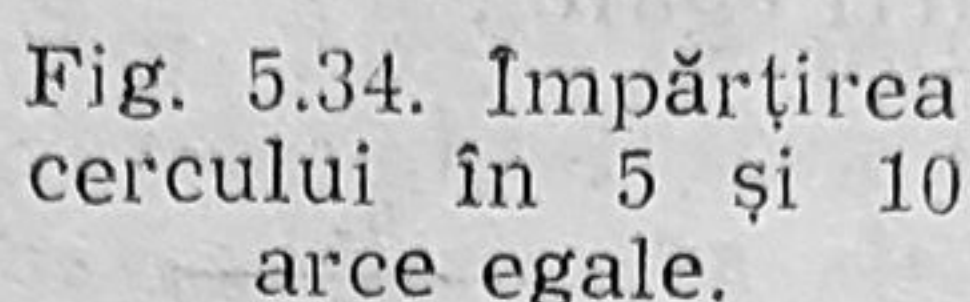 Fig. 5.34. Împărțirea
cercului în 5 și 10
arce egale.